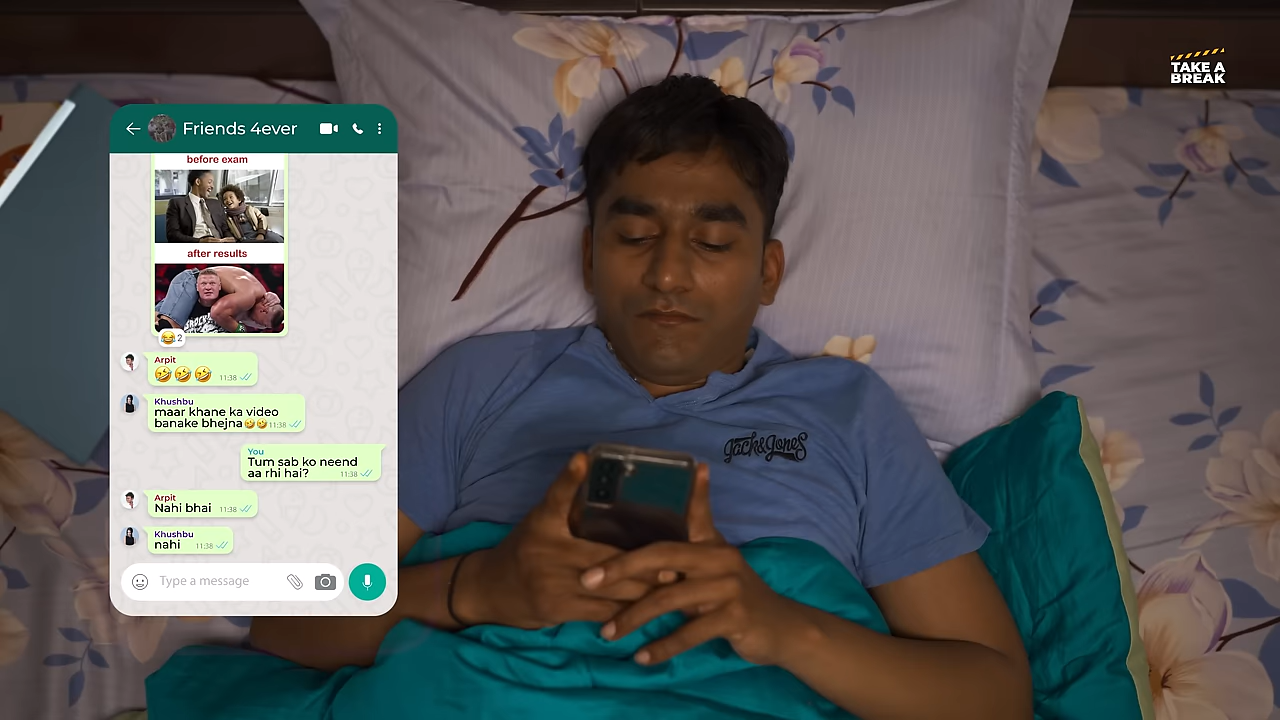 TAKE A
BREAK
Friends 4ever
before exam
after results
😂 2
Arpit
🤣🤣🤣 11:38
Khushbu
maar khane ka video
banake bhejna🤣🤣 11:38
You
Tum sab ko neend
aa rhi hai? 11:38
Arpit
Nahi bhai 11:38
Khushbu
nahi 11:38
Type a message
Jack&Jones